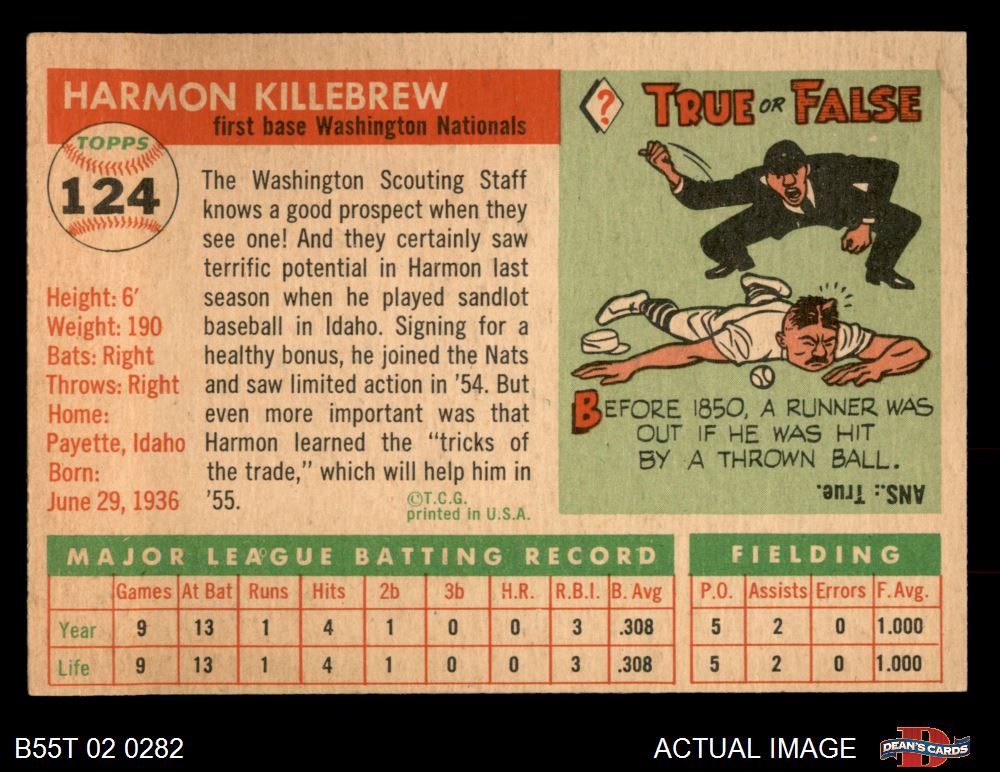 HARMON KILLEBREW
first base Washington Nationals
TOPPS
124
Height: 6′
Weight: 190
Bats: Right
Throws: Right
Home:
Payette, Idaho
Born:
June 29, 1936
The Washington Scouting Staff
knows a good prospect when they
see one! And they certainly saw
terrific potential in Harmon last
season when he played sandlot
baseball in Idaho. Signing for a
healthy bonus, he joined the Nats
and saw limited action in '54. But
even more important was that
Harmon learned the "tricks of
the trade," which will help him in
'55.
©T.C.G.
printed in U.S.A.
?
TRUE OR FALSE
BEFORE 1850, A RUNNER WAS
OUT IF HE WAS HIT
BY A THROWN BALL.
ANS.: True.
MAJOR LEAGUE BATTING RECORD
Games At Bat Runs Hits 2b 3b H.R. R.B.I. B. Avg
Year 9 13 1 4 1 0 0 3 .308
Life 9 13 1 4 1 0 0 3 .308
FIELDING
P.O. Assists Errors F. Avg.
5 2 0 1.000
5 2 0 1.000
B55T 02 0282
ACTUAL IMAGE
DEAN'S CARDS